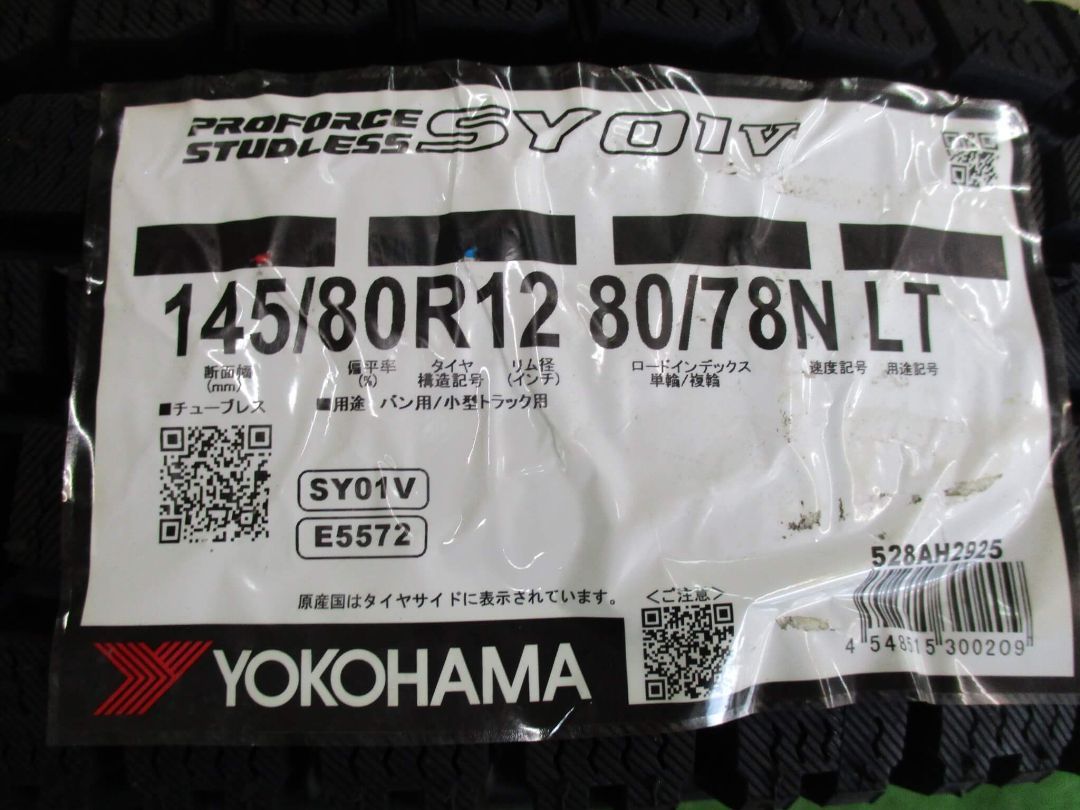 PROFORCE
STUDLESS SY01V
145/80R12 80/78N LT
断面幅 偏平率 タイヤ リム径 ロードインデックス 速度記号 用途記号
(mm) (%) 構造記号 (インチ) 単輪/複輪
■チューブレス ■用途 バン用/小型トラック用
SY01V
E5572
528AH2925
原産国はタイヤサイドに表示されています。
<ご注意>
4 548515 300209
YOKOHAMA